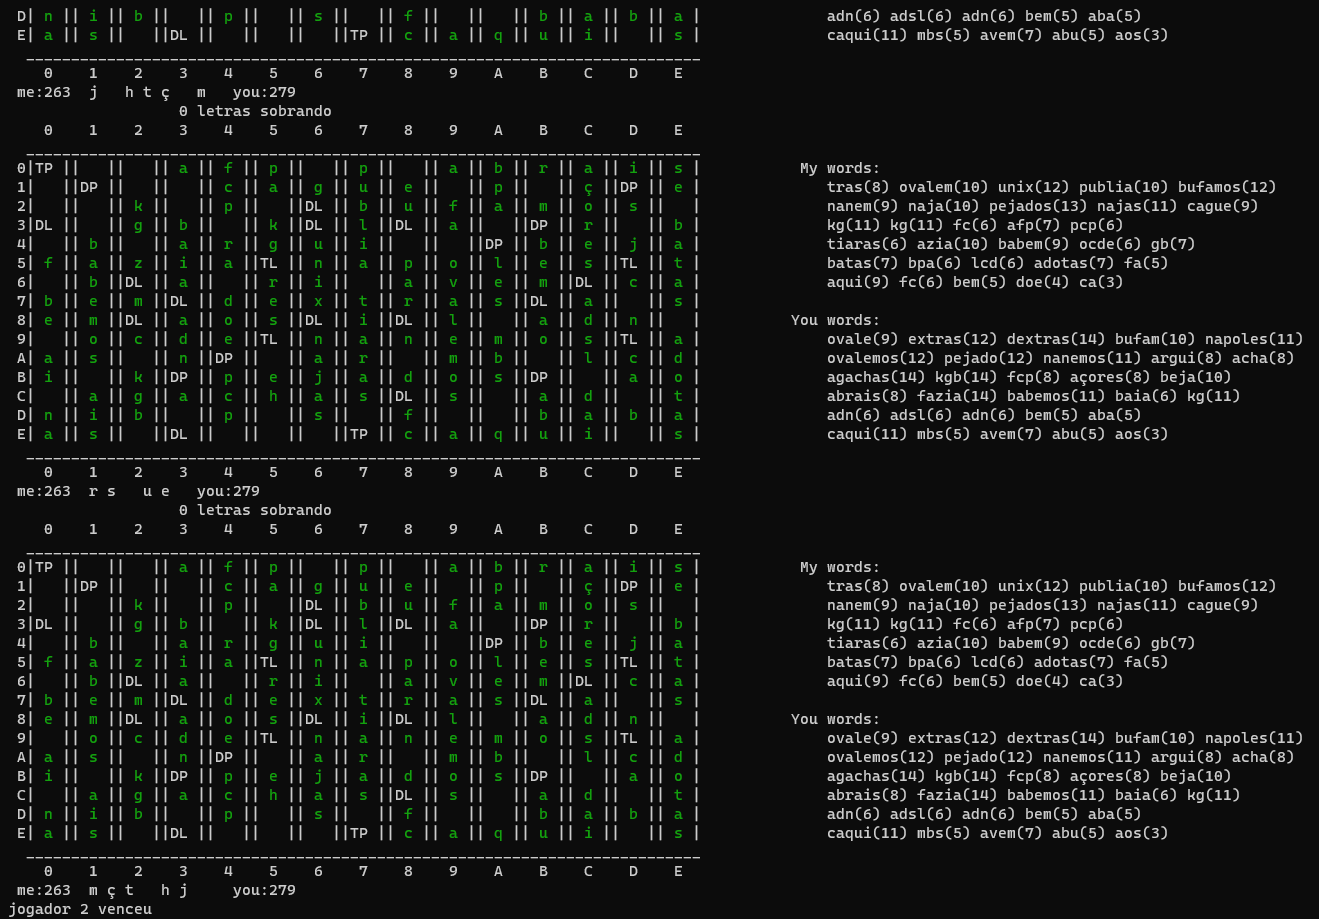 D| n || i || b ||   || p ||   || s ||   || f ||   ||   || b || a || b || a | adn(6) adsl(6) adn(6) bem(5) aba(5)
E| a || s ||   ||DL ||   ||   ||   ||TP || c || a || q || u || i ||   || s | caqui(11) mbs(5) avem(7) abu(5) aos(3)
0 1 2 3 4 5 6 7 8 9 A B C D E
me:263 j h t ç m you:279
0 letras sobrando
0 1 2 3 4 5 6 7 8 9 A B C D E
0|TP ||   ||   || a || f || p ||   || p ||   || a || b || r || a || i || s | My words:
1|   ||DP ||   ||   || c || a || g || u || e ||   || p ||   || ç ||DP || e | tras(8) ovalem(10) unix(12) publia(10) bufamos(12)
2|   ||   || k ||   || p ||   ||DL || b || u || f || a || m || o || s ||   | nanem(9) naja(10) pejados(13) najas(11) cague(9)
3|DL ||   || g || b ||   || k ||DL || l ||DL || a ||   ||DP || r ||   || b | kg(11) kg(11) fc(6) afp(7) pcp(6)
4|   || b ||   || a || r || g || u || i ||   ||   ||DP || b || e || j || a | tiaras(6) azia(10) babem(9) ocde(6) gb(7)
5| f || a || z || i || a ||TL || n || a || p || o || l || e || s ||TL || t | batas(7) bpa(6) lcd(6) adotas(7) fa(5)
6|   || b ||DL || a ||   || r || i ||   || a || v || e || m ||DL || c || a | aqui(9) fc(6) bem(5) doe(4) ca(3)
7| b || e || m ||DL || d || e || x || t || r || a || s ||DL || a ||   || s |
8| e || m ||DL || a || o || s ||DL || i ||DL || l ||   || a || d || n ||   | You words:
9|   || o || c || d || e ||TL || n || a || n || e || m || o || s ||TL || a | ovale(9) extras(12) dextras(14) bufam(10) napoles(11)
A| a || s ||   || n ||DP ||   || a || r ||   || m || b ||   || l || c || d | ovalemos(12) pejado(12) nanemos(11) argui(8) acha(8)
B| i ||   || k ||DP || p || e || j || a || d || o || s ||DP ||   || a || o | agachas(14) kgb(14) fcp(8) açores(8) beja(10)
C|   || a || g || a || c || h || a || s ||DL || s ||   || a || d ||   || t | abrais(8) fazia(14) babemos(11) baia(6) kg(11)
D| n || i || b ||   || p ||   || s ||   || f ||   ||   || b || a || b || a | adn(6) adsl(6) adn(6) bem(5) aba(5)
E| a || s ||   ||DL ||   ||   ||   ||TP || c || a || q || u || i ||   || s | caqui(11) mbs(5) avem(7) abu(5) aos(3)
0 1 2 3 4 5 6 7 8 9 A B C D E
me:263 r s u e you:279
0 letras sobrando
0 1 2 3 4 5 6 7 8 9 A B C D E
0|TP ||   ||   || a || f || p ||   || p ||   || a || b || r || a || i || s | My words:
1|   ||DP ||   ||   || c || a || g || u || e ||   || p ||   || ç ||DP || e | tras(8) ovalem(10) unix(12) publia(10) bufamos(12)
2|   ||   || k ||   || p ||   ||DL || b || u || f || a || m || o || s ||   | nanem(9) naja(10) pejados(13) najas(11) cague(9)
3|DL ||   || g || b ||   || k ||DL || l ||DL || a ||   ||DP || r ||   || b | kg(11) kg(11) fc(6) afp(7) pcp(6)
4|   || b ||   || a || r || g || u || i ||   ||   ||DP || b || e || j || a | tiaras(6) azia(10) babem(9) ocde(6) gb(7)
5| f || a || z || i || a ||TL || n || a || p || o || l || e || s ||TL || t | batas(7) bpa(6) lcd(6) adotas(7) fa(5)
6|   || b ||DL || a ||   || r || i ||   || a || v || e || m ||DL || c || a | aqui(9) fc(6) bem(5) doe(4) ca(3)
7| b || e || m ||DL || d || e || x || t || r || a || s ||DL || a ||   || s |
8| e || m ||DL || a || o || s ||DL || i ||DL || l ||   || a || d || n ||   | You words:
9|   || o || c || d || e ||TL || n || a || n || e || m || o || s ||TL || a | ovale(9) extras(12) dextras(14) bufam(10) napoles(11)
A| a || s ||   || n ||DP ||   || a || r ||   || m || b ||   || l || c || d | ovalemos(12) pejado(12) nanemos(11) argui(8) acha(8)
B| i ||   || k ||DP || p || e || j || a || d || o || s ||DP ||   || a || o | agachas(14) kgb(14) fcp(8) açores(8) beja(10)
C|   || a || g || a || c || h || a || s ||DL || s ||   || a || d ||   || t | abrais(8) fazia(14) babemos(11) baia(6) kg(11)
D| n || i || b ||   || p ||   || s ||   || f ||   ||   || b || a || b || a | adn(6) adsl(6) adn(6) bem(5) aba(5)
E| a || s ||   ||DL ||   ||   ||   ||TP || c || a || q || u || i ||   || s | caqui(11) mbs(5) avem(7) abu(5) aos(3)
0 1 2 3 4 5 6 7 8 9 A B C D E
me:263 m ç t h j you:279
jogador 2 venceu